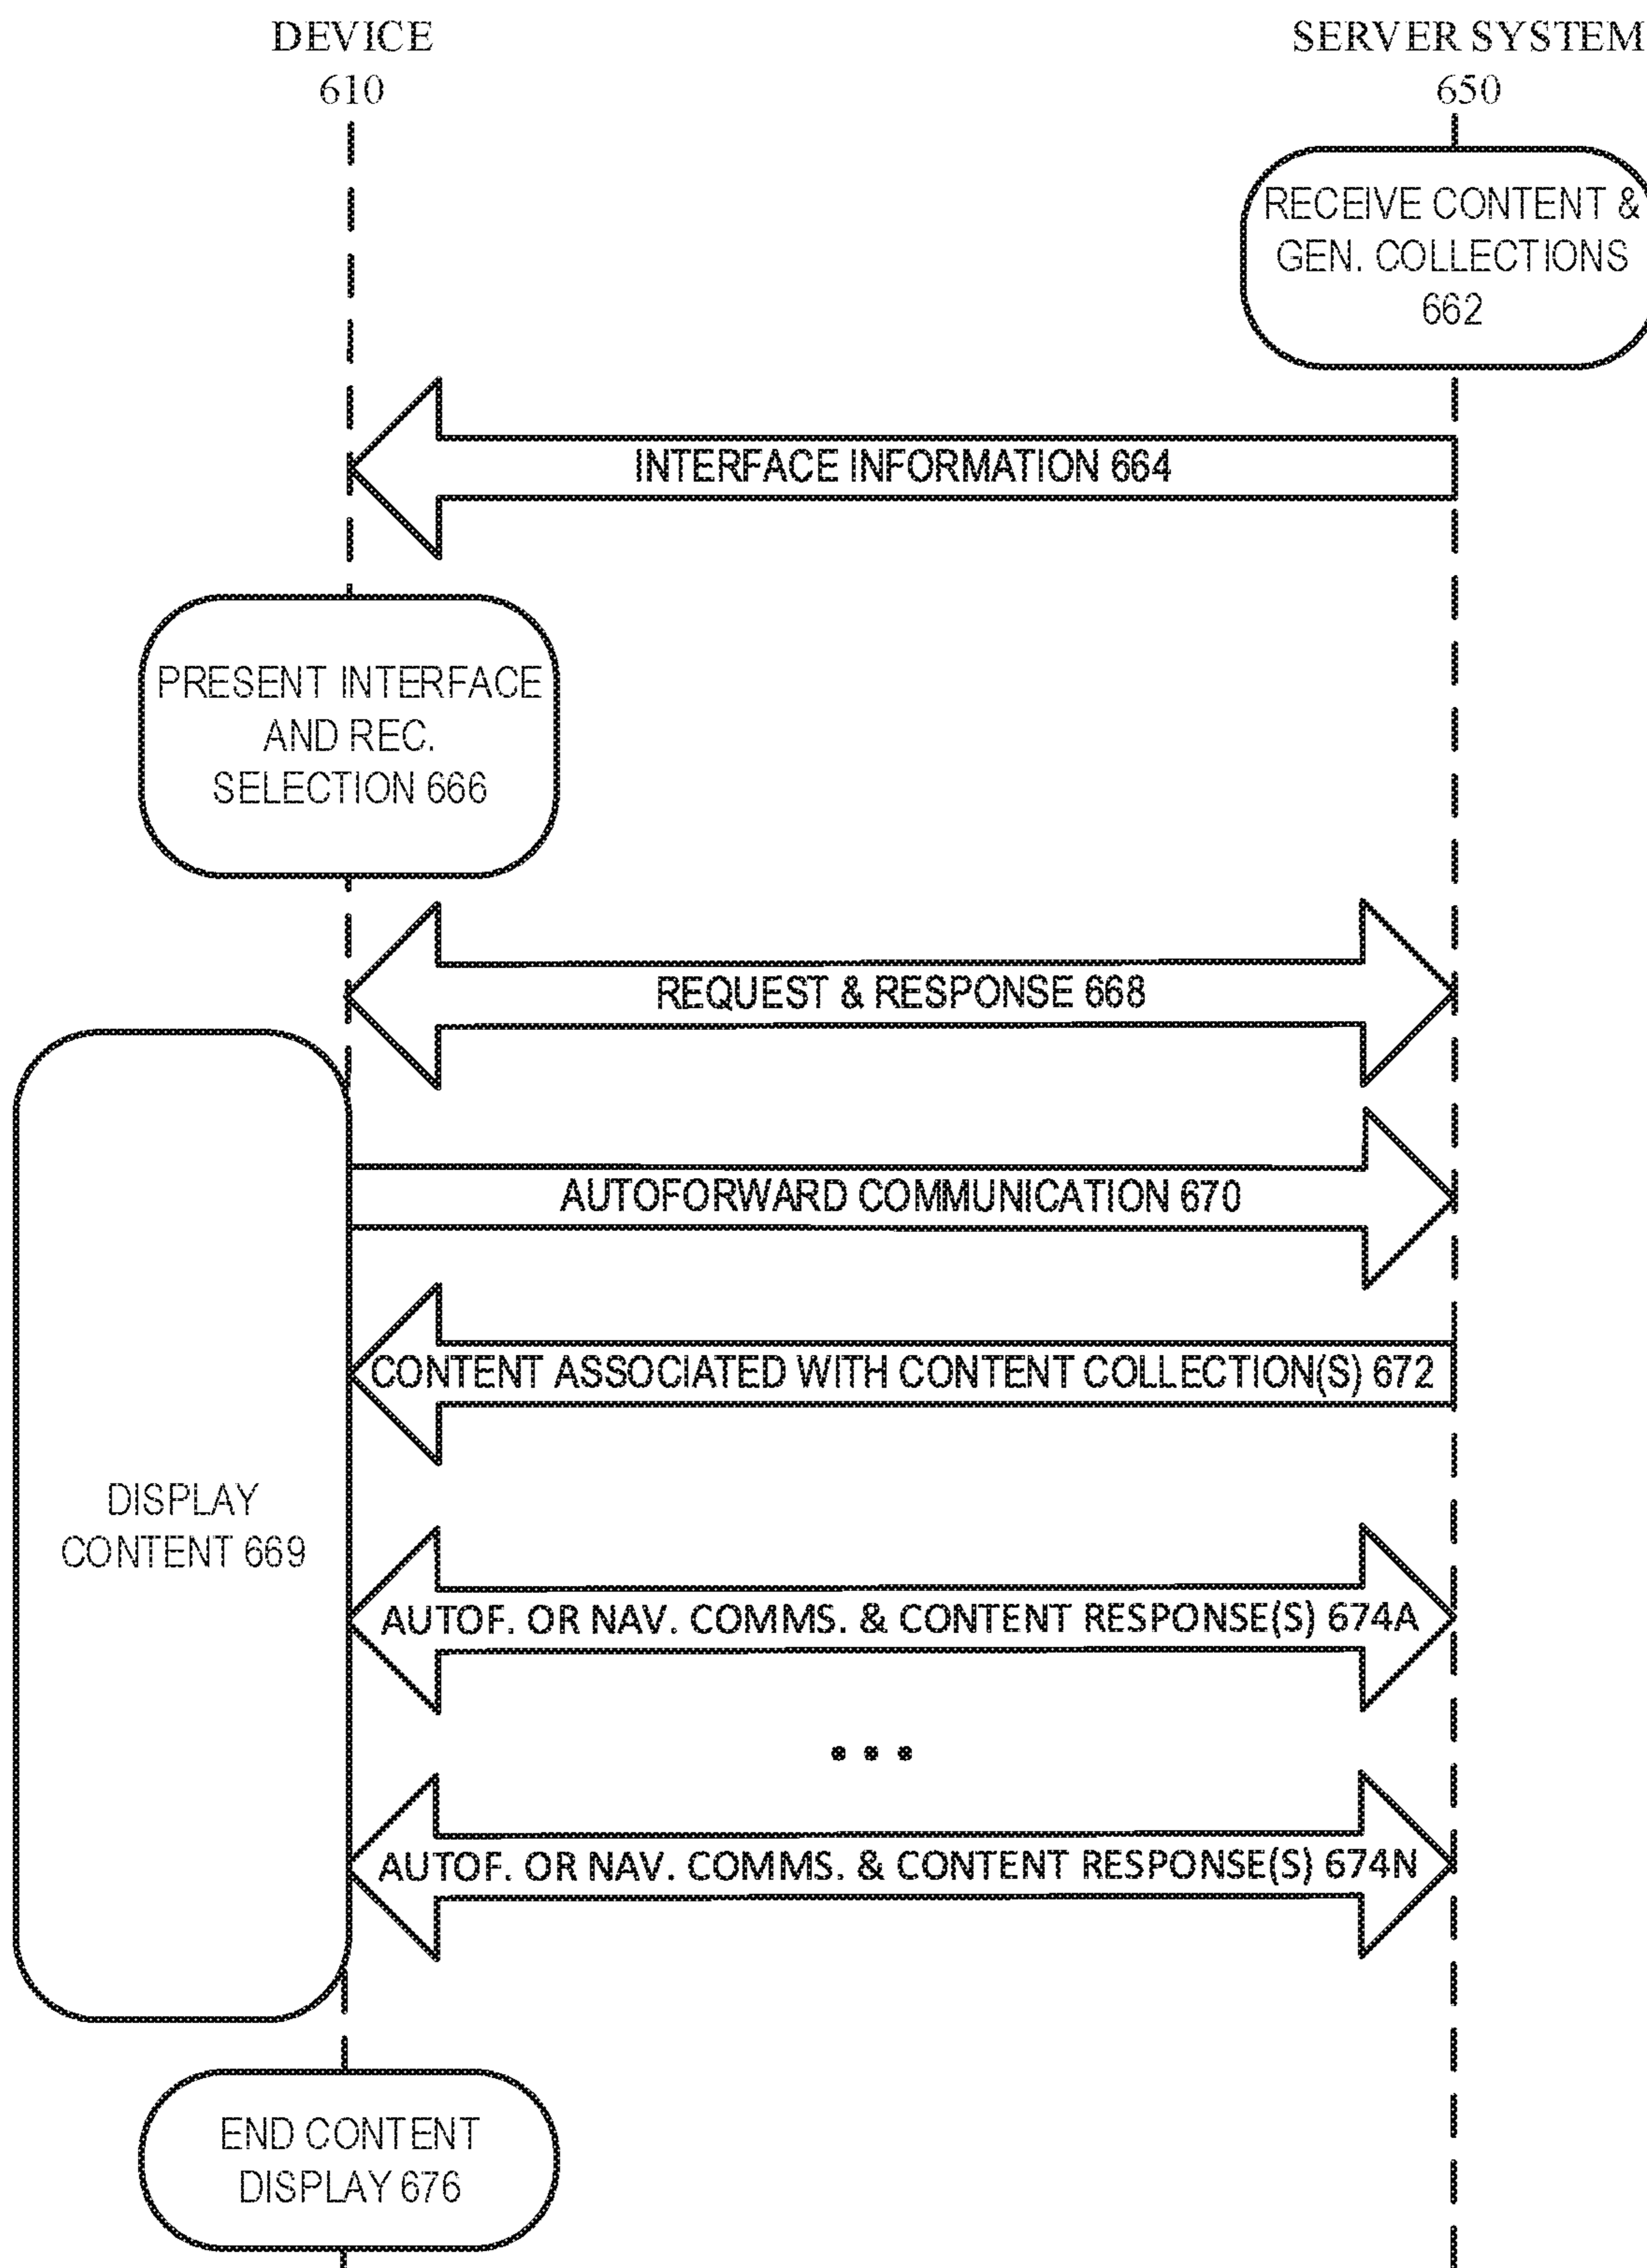 DEVICE
610
SERVER SYSTEM
650
RECEIVE CONTENT &
GEN. COLLECTIONS
662
INTERFACE INFORMATION 664
PRESENT INTERFACE
AND REC.
SELECTION 666
REQUEST & RESPONSE 668
AUTOFORWARD COMMUNICATION 670
CONTENT ASSOCIATED WITH CONTENT COLLECTION(S) 672
DISPLAY
CONTENT 669
AUTOF. OR NAV. COMMS. & CONTENT RESPONSE(S) 674A
...
AUTOF. OR NAV. COMMS. & CONTENT RESPONSE(S) 674N
END CONTENT
DISPLAY 676